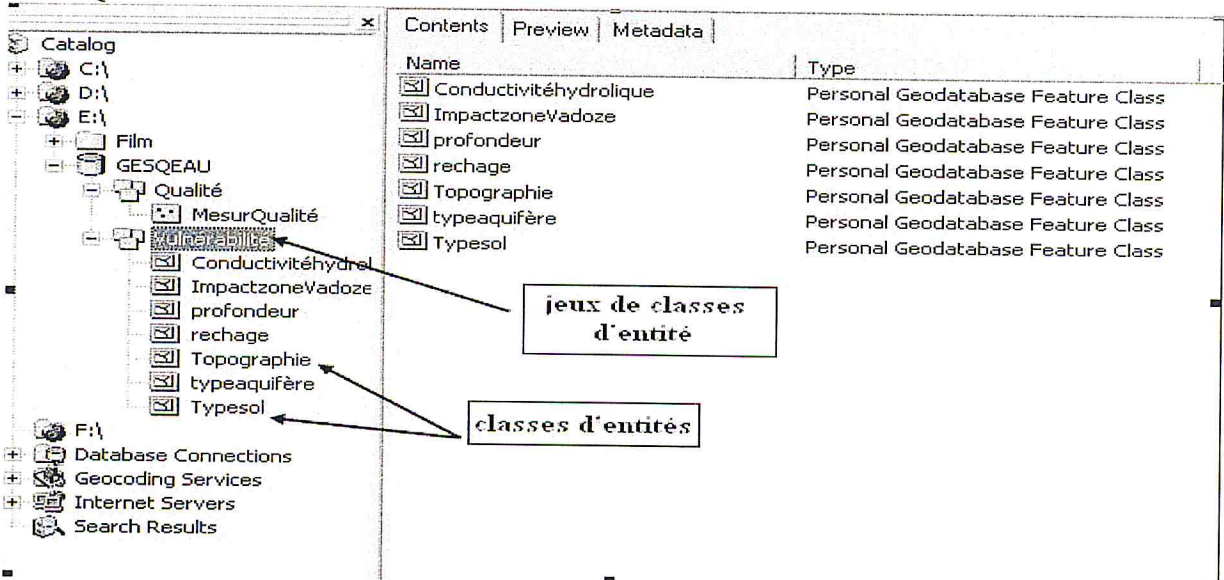 Contents Preview Metadata
Catalog
C:\
D:\
E:\
Film
GESQEAU
Qualité
MesurQualité
Vulnérabilité
Conductivitéhydrol
ImpactzoneVadoze
profondeur
rechage
Topographie
typeaquifère
Typesol
F:\
Database Connections
Geocoding Services
Internet Servers
Search Results
Name Type
Conductivitéhydrolique Personal Geodatabase Feature Class
ImpactzoneVadoze Personal Geodatabase Feature Class
profondeur Personal Geodatabase Feature Class
rechage Personal Geodatabase Feature Class
Topographie Personal Geodatabase Feature Class
typeaquifère Personal Geodatabase Feature Class
Typesol Personal Geodatabase Feature Class
jeux de classes
d'entité
classes d'entités